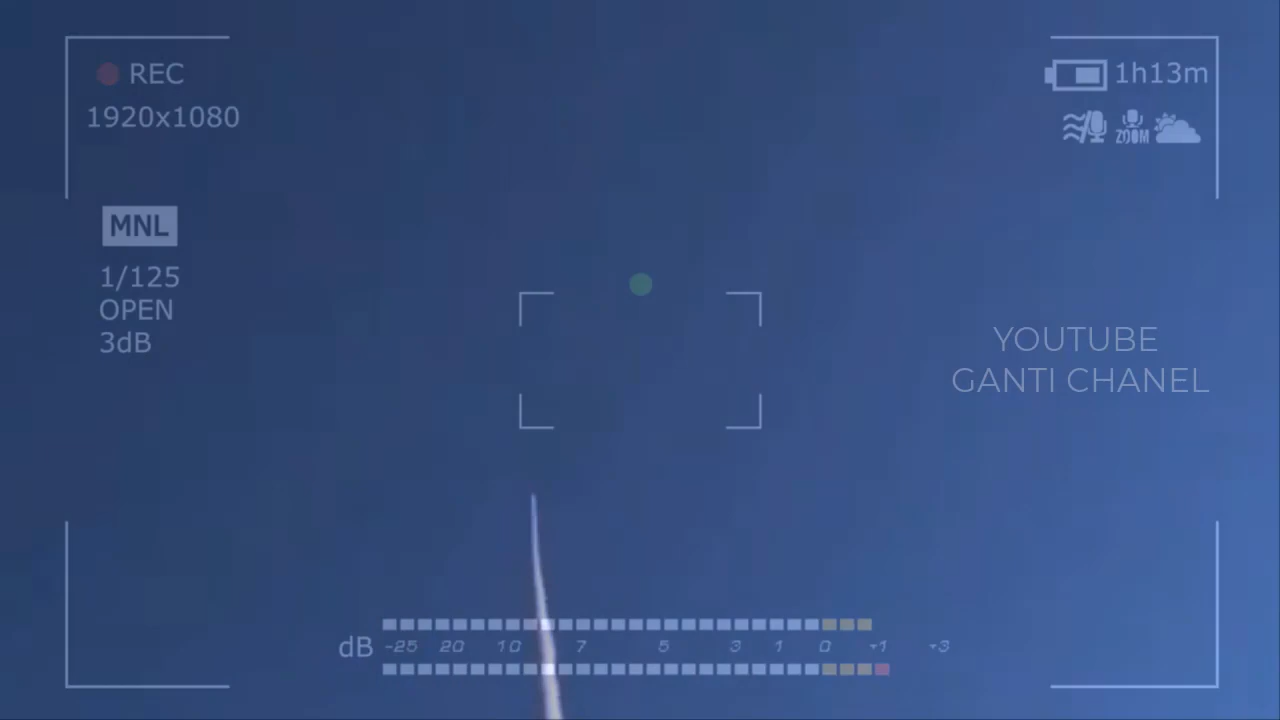 REC
1920x1080
1h13m
ZOOM
MNL
1/125
OPEN
3dB
YOUTUBE
GANTI CHANEL
dB -25 20 10 7 5 3 1 0 +1 +3